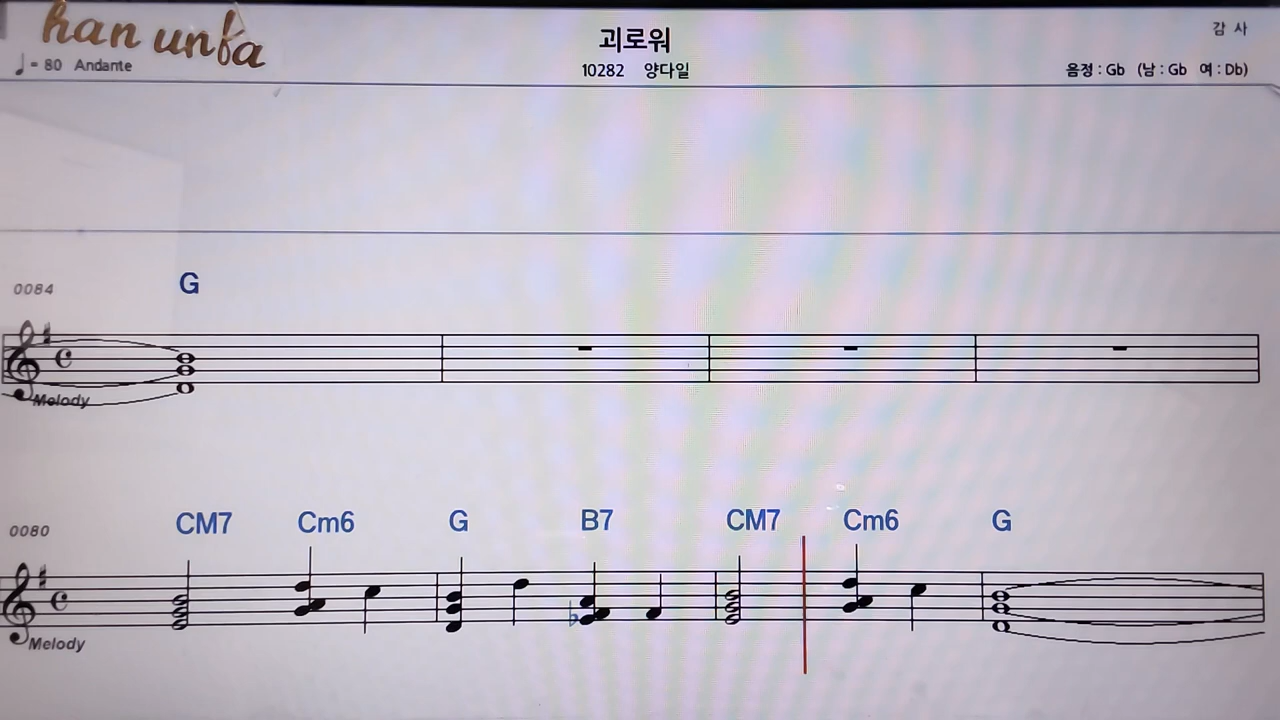 han unba
♩= 80 Andante
괴로워
10282 양다일
감 사
음정 : Gb (남 : Gb 여 : Db)
0084
G
Melody
0080
CM7 Cm6 G B7 CM7 Cm6 G
Melody